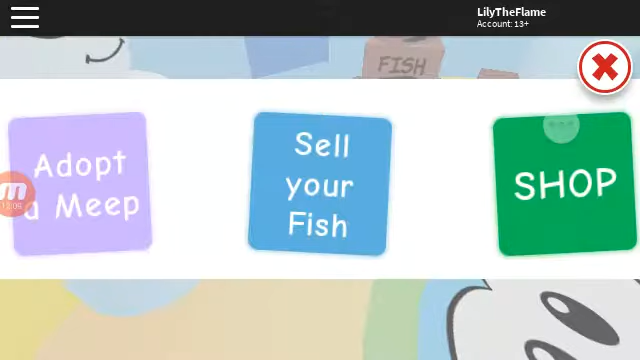 LilyTheFlame
Account: 13+
FISH
Adopt
a Meep
Sell
your
Fish
SHOP